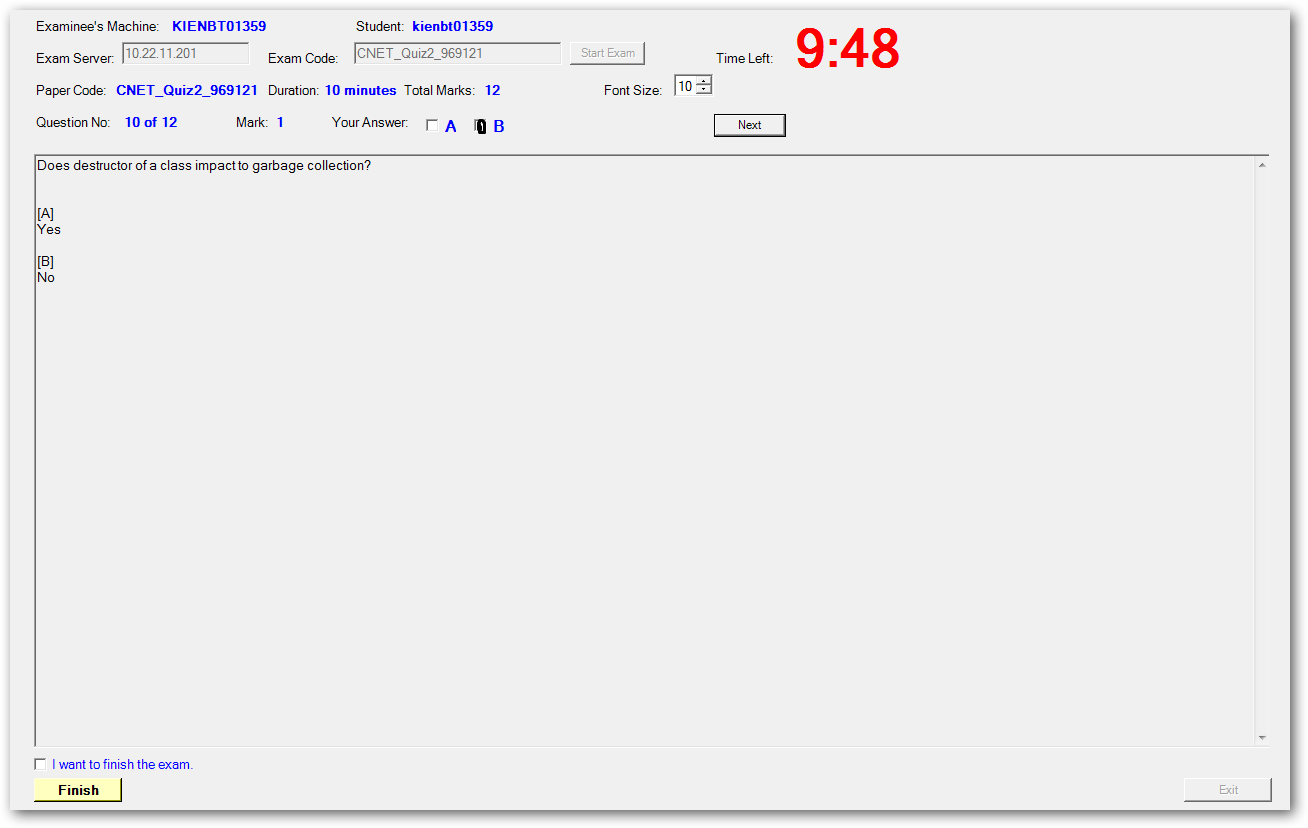 Examinee's Machine: KIENBT01359 Student: kienbt01359
Exam Server: 10.22.11.201 Exam Code: CNET_Quiz2_969121 Start Exam Time Left: 9:48
Paper Code: CNET_Quiz2_969121 Duration: 10 minutes Total Marks: 12 Font Size: 10
Question No: 10 of 12 Mark: 1 Your Answer: A B Next
Does destructor of a class impact to garbage collection?
[A]
Yes
[B]
No
I want to finish the exam.
Finish Exit